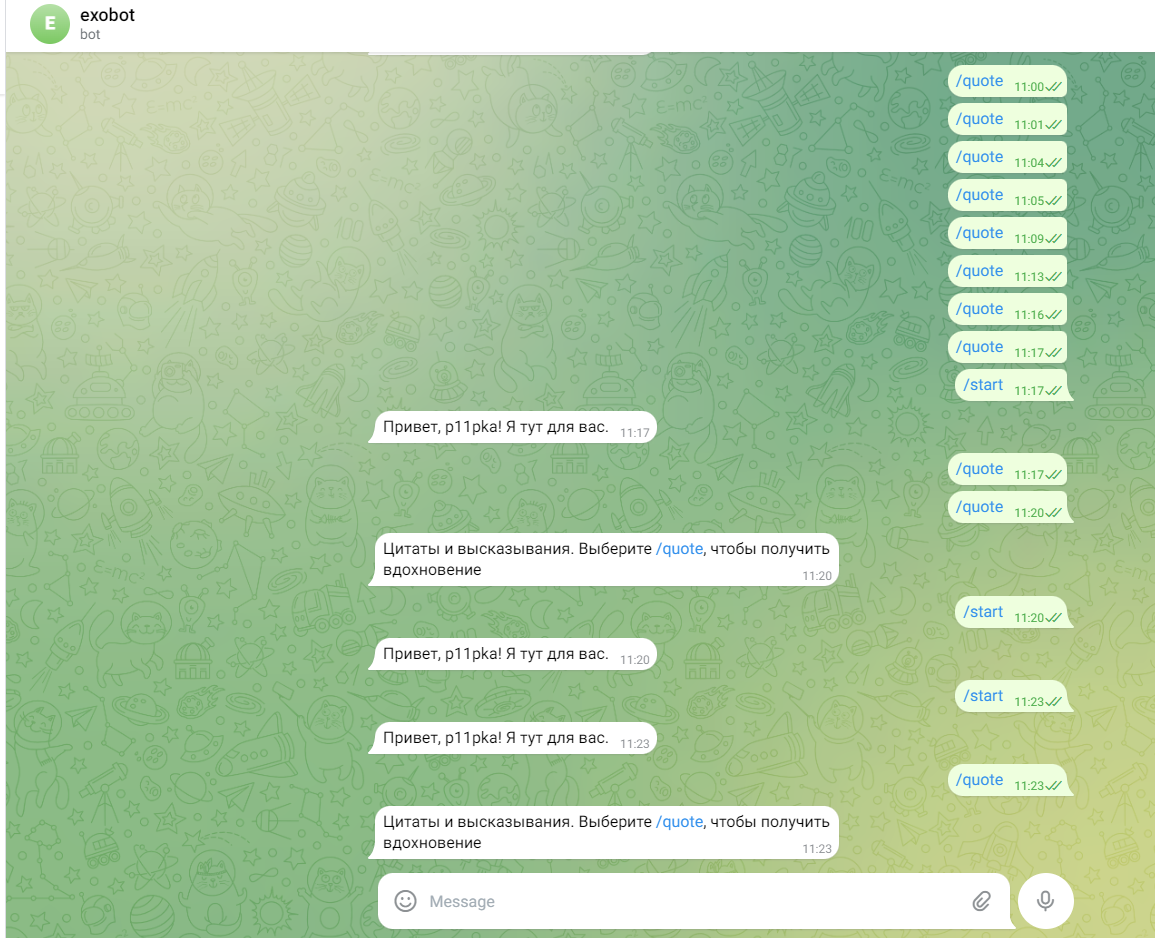 E
exobot
bot
/quote 11:00
/quote 11:01
/quote 11:04
/quote 11:05
/quote 11:09
/quote 11:13
/quote 11:16
/quote 11:17
/start 11:17
Привет, p11pka! Я тут для вас. 11:17
/quote 11:17
/quote 11:20
Цитаты и высказывания. Выберите /quote, чтобы получить
вдохновение 11:20
/start 11:20
Привет, p11pka! Я тут для вас. 11:20
/start 11:23
Привет, p11pka! Я тут для вас. 11:23
/quote 11:23
Цитаты и высказывания. Выберите /quote, чтобы получить
вдохновение 11:23
Message